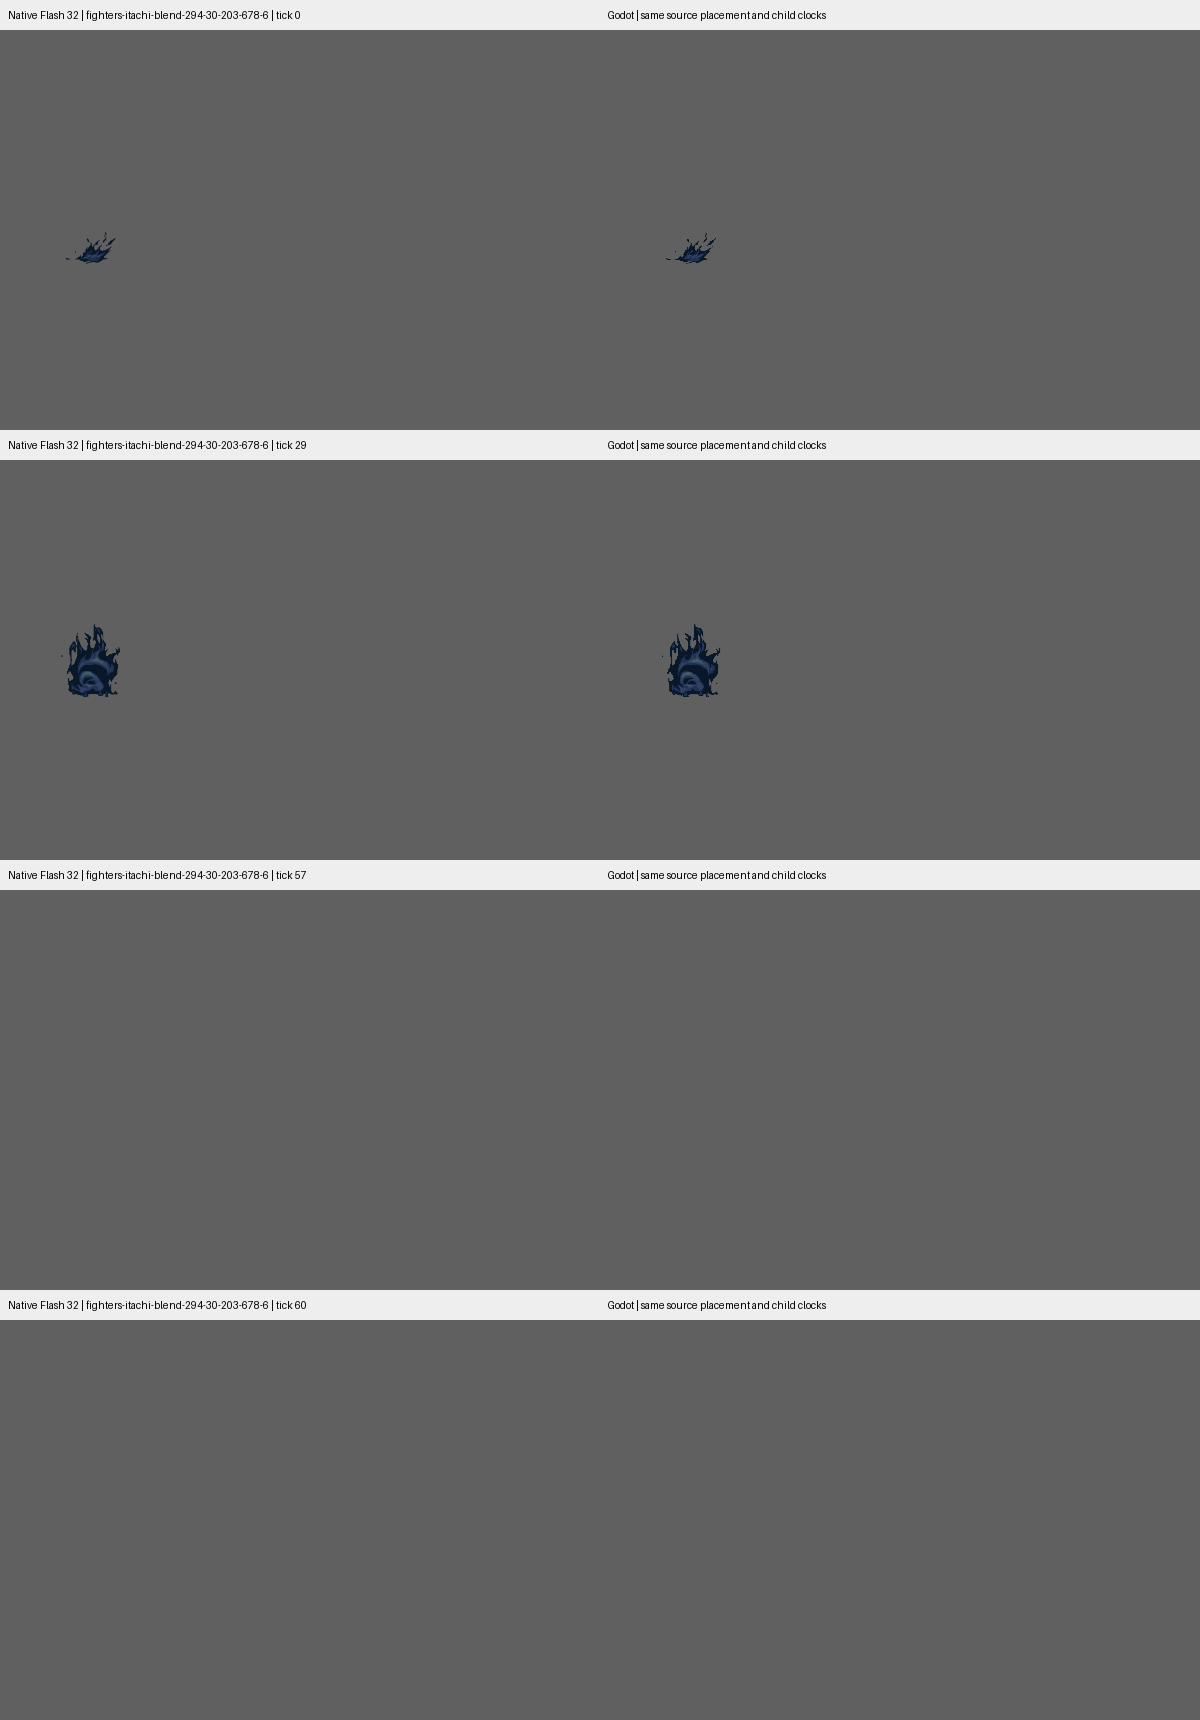 Native Flash 32 | fighters-itachi-blend-294-30-203-678-6 | tick 0
Godot | same source placement and child clocks
Native Flash 32 | fighters-itachi-blend-294-30-203-678-6 | tick 29
Godot | same source placement and child clocks
Native Flash 32 | fighters-itachi-blend-294-30-203-678-6 | tick 57
Godot | same source placement and child clocks
Native Flash 32 | fighters-itachi-blend-294-30-203-678-6 | tick 60
Godot | same source placement and child clocks